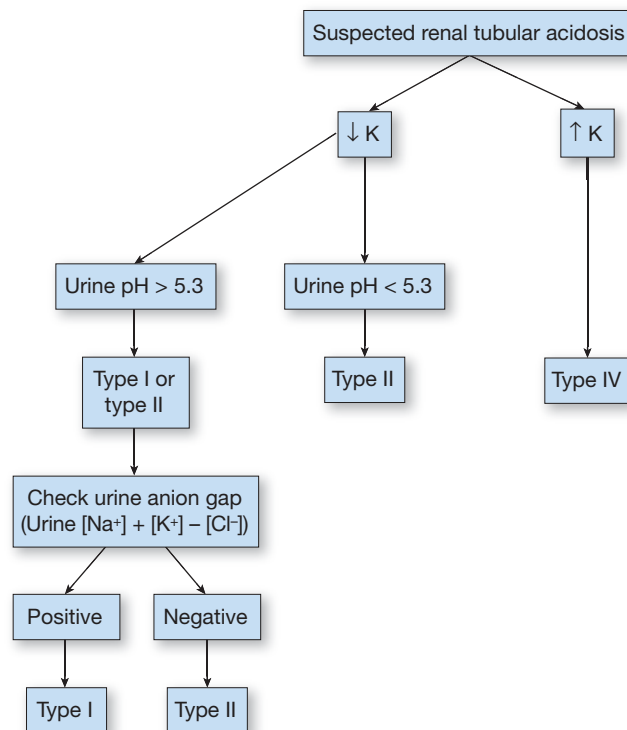 Suspected renal tubular acidosis
↓ K
↑ K
Urine pH > 5.3
Urine pH < 5.3
Type I or
type II
Type II
Type IV
Check urine anion gap
(Urine [Na⁺] + [K⁺] – [Cl⁻])
Positive
Negative
Type I
Type II